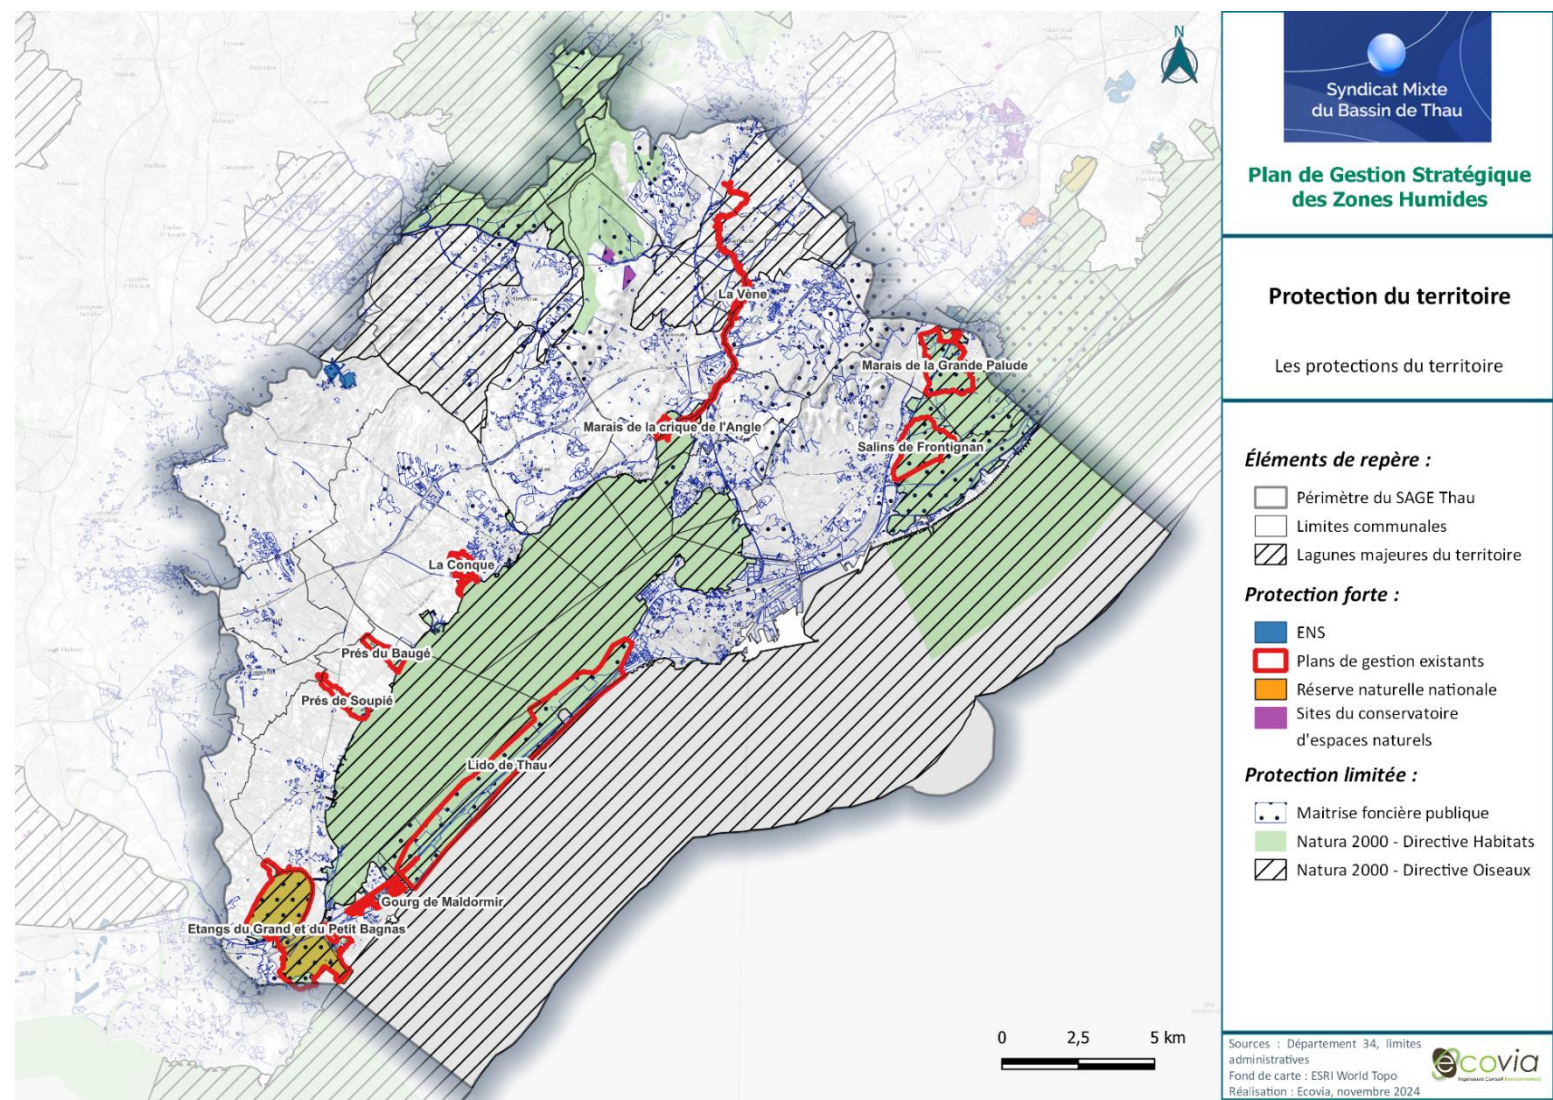 N
La Vène
Marais de la Grande Palude
Marais de la crique de l'Angle
Salins de Frontignan
La Conque
Prés du Baugé
Prés de Soupié
Lido de Thau
Gourg de Maldormir
Etangs du Grand et du Petit Bagnas
0 2,5 5 km
Syndicat Mixte
du Bassin de Thau
Plan de Gestion Stratégique
des Zones Humides
Protection du territoire
Les protections du territoire
Éléments de repère :
Périmètre du SAGE Thau
Limites communales
Lagunes majeures du territoire
Protection forte :
ENS
Plans de gestion existants
Réserve naturelle nationale
Sites du conservatoire
d'espaces naturels
Protection limitée :
Maitrise foncière publique
Natura 2000 - Directive Habitats
Natura 2000 - Directive Oiseaux
Sources : Département 34, limites
administratives
Fond de carte : ESRI World Topo
Réalisation : Ecovia, novembre 2024
ecovia